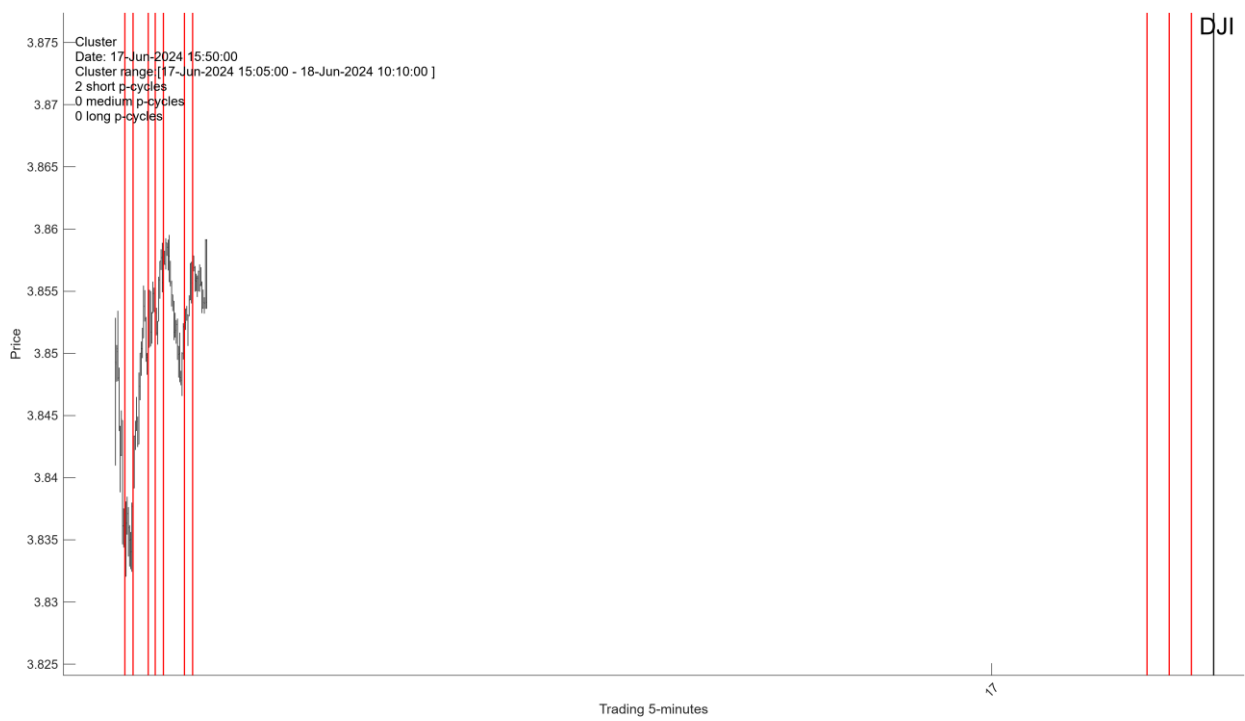 DJI
Cluster
Date: 17-Jun-2024 15:50:00
Cluster range:[17-Jun-2024 15:05:00 - 18-Jun-2024 10:10:00 ]
2 short p-cycles
0 medium p-cycles
0 long p-cycles
3.875
3.87
3.865
3.86
3.855
3.85
3.845
3.84
3.835
3.83
3.825
Price
17
Trading 5-minutes